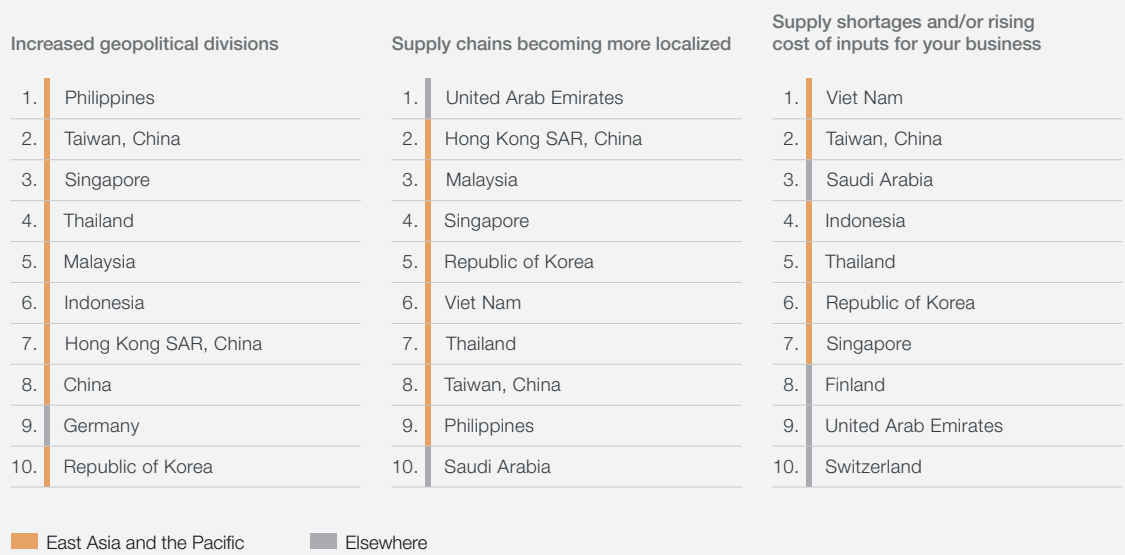 Increased geopolitical divisions
1. Philippines
2. Taiwan, China
3. Singapore
4. Thailand
5. Malaysia
6. Indonesia
7. Hong Kong SAR, China
8. China
9. Germany
10. Republic of Korea
Supply chains becoming more localized
1. United Arab Emirates
2. Hong Kong SAR, China
3. Malaysia
4. Singapore
5. Republic of Korea
6. Viet Nam
7. Thailand
8. Taiwan, China
9. Philippines
10. Saudi Arabia
Supply shortages and/or rising
cost of inputs for your business
1. Viet Nam
2. Taiwan, China
3. Saudi Arabia
4. Indonesia
5. Thailand
6. Republic of Korea
7. Singapore
8. Finland
9. United Arab Emirates
10. Switzerland
East Asia and the Pacific
Elsewhere